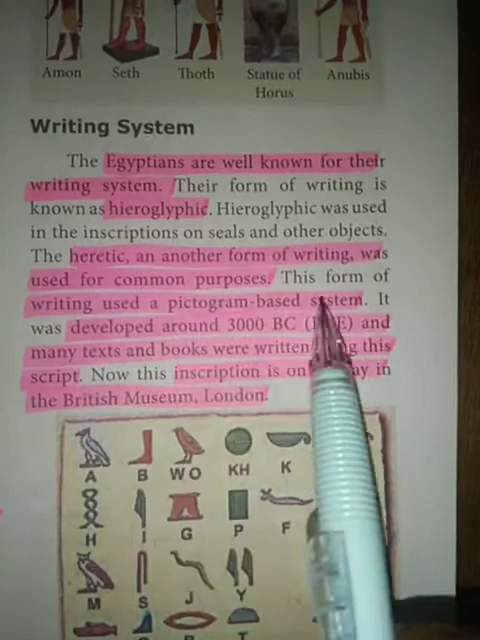 Amon Seth Thoth Statue of Horus Anubis
Writing System
The Egyptians are well known for their
writing system. Their form of writing is
known as hieroglyphic. Hieroglyphic was used
in the inscriptions on seals and other objects.
The heretic, an another form of writing, was
used for common purposes. This form of
writing used a pictogram-based system. It
was developed around 3000 BC and
many texts and books were written this
script. Now this inscription is on in
the British Museum, London.
A B WO KH K
H I G P F
M S J Y